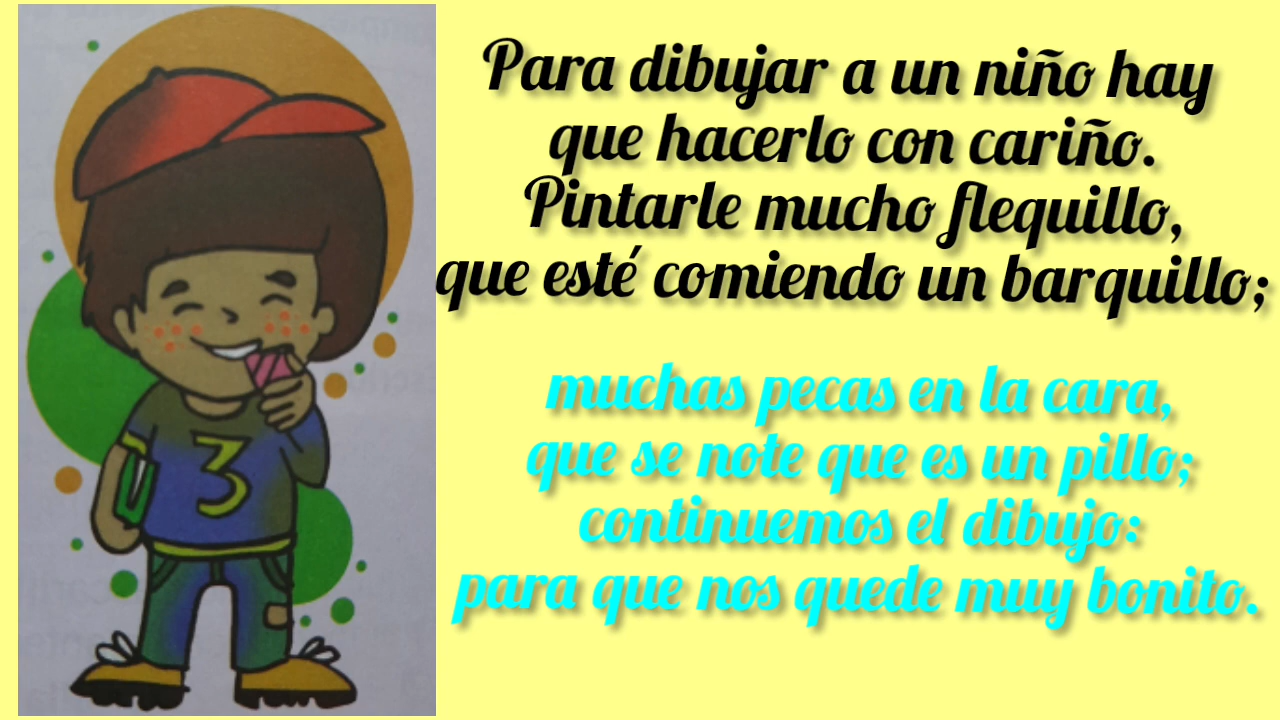 Para dibujar a un niño hay
que hacerlo con cariño.
Pintarle mucho flequillo,
que esté comiendo un barquillo;
muchas pecas en la cara,
que se note que es un pillo;
continuemos el dibujo:
para que nos quede muy bonito.
3